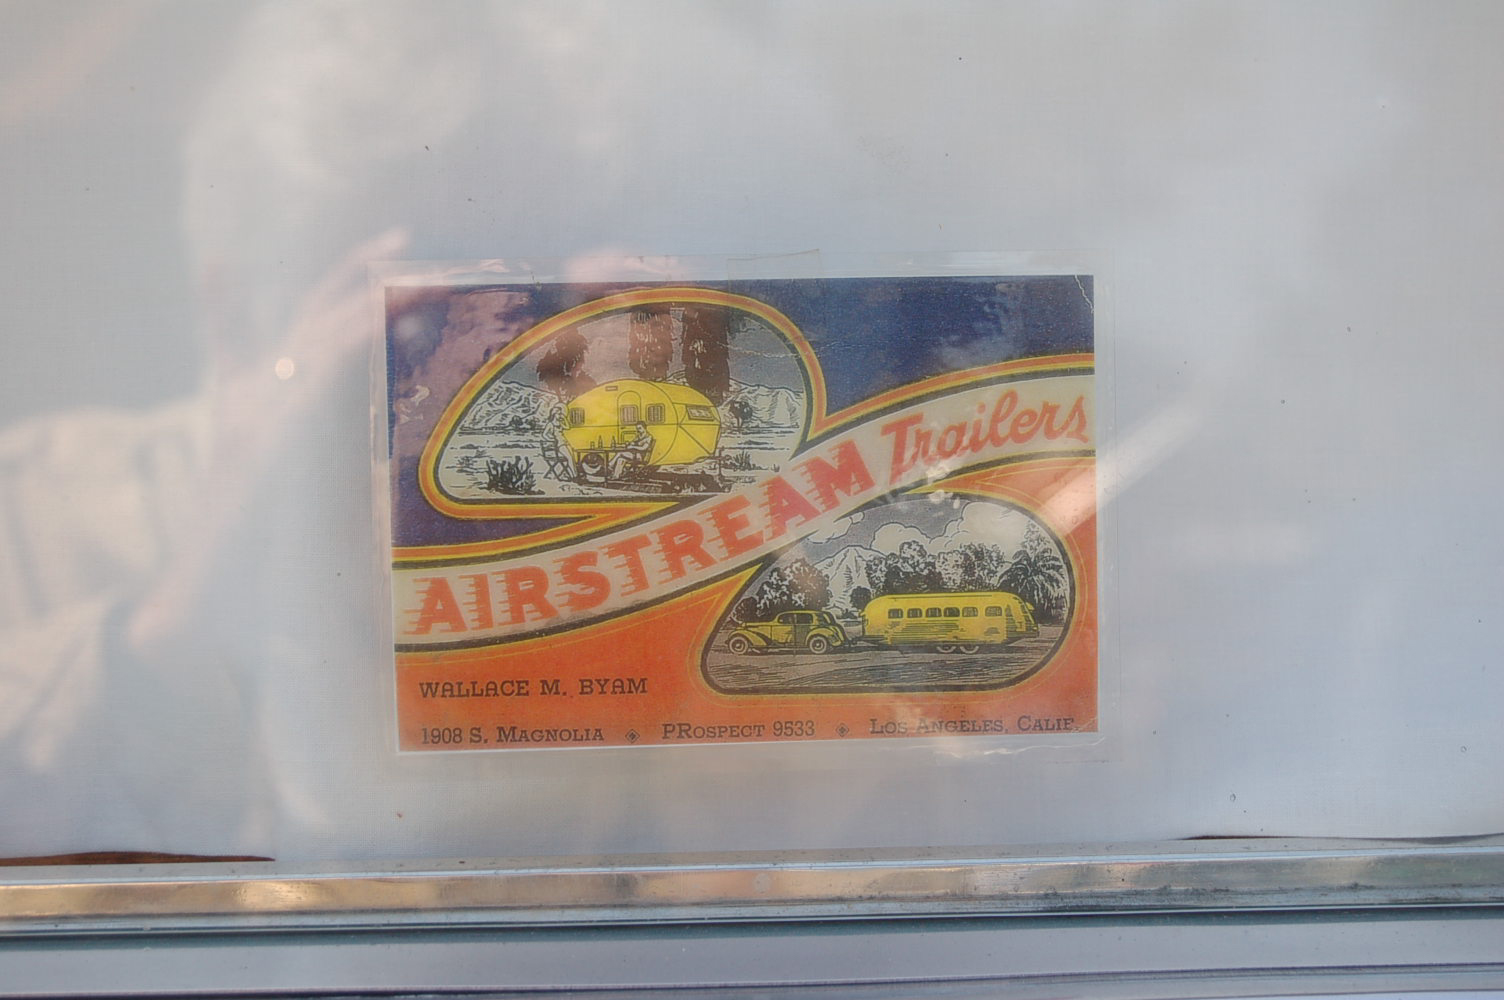 AIRSTREAM Trailers
WALLACE M. BYAM
1908 S. MAGNOLIA ◈ PROSPECT 9533 ◈ LOS ANGELES, CALIF.